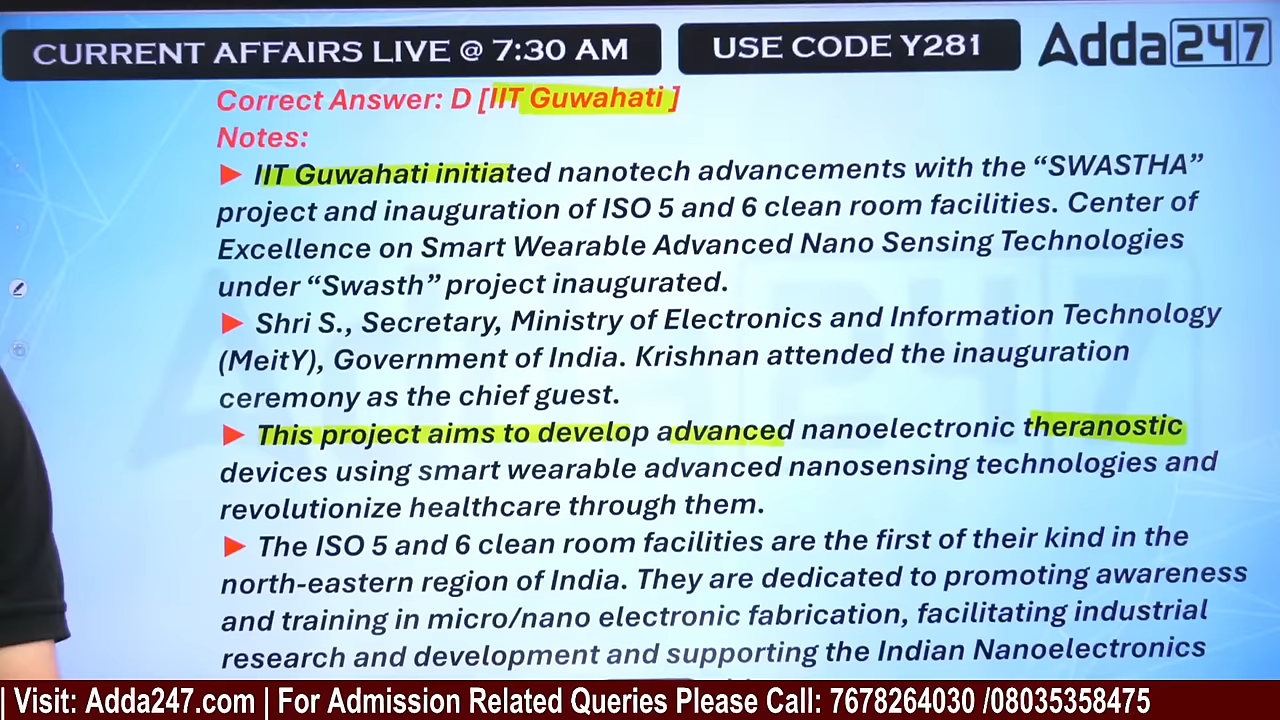 CURRENT AFFAIRS LIVE @ 7:30 AM
USE CODE Y281
Adda247
Correct Answer: D [IIT Guwahati ]
Notes:
► IIT Guwahati initiated nanotech advancements with the “SWASTHA”
project and inauguration of ISO 5 and 6 clean room facilities. Center of
Excellence on Smart Wearable Advanced Nano Sensing Technologies
under “Swasth” project inaugurated.
► Shri S., Secretary, Ministry of Electronics and Information Technology
(MeitY), Government of India. Krishnan attended the inauguration
ceremony as the chief guest.
► This project aims to develop advanced nanoelectronic theranostic
devices using smart wearable advanced nanosensing technologies and
revolutionize healthcare through them.
► The ISO 5 and 6 clean room facilities are the first of their kind in the
north-eastern region of India. They are dedicated to promoting awareness
and training in micro/nano electronic fabrication, facilitating industrial
research and development and supporting the Indian Nanoelectronics
| Visit: Adda247.com | For Admission Related Queries Please Call: 7678264030 /08035358475